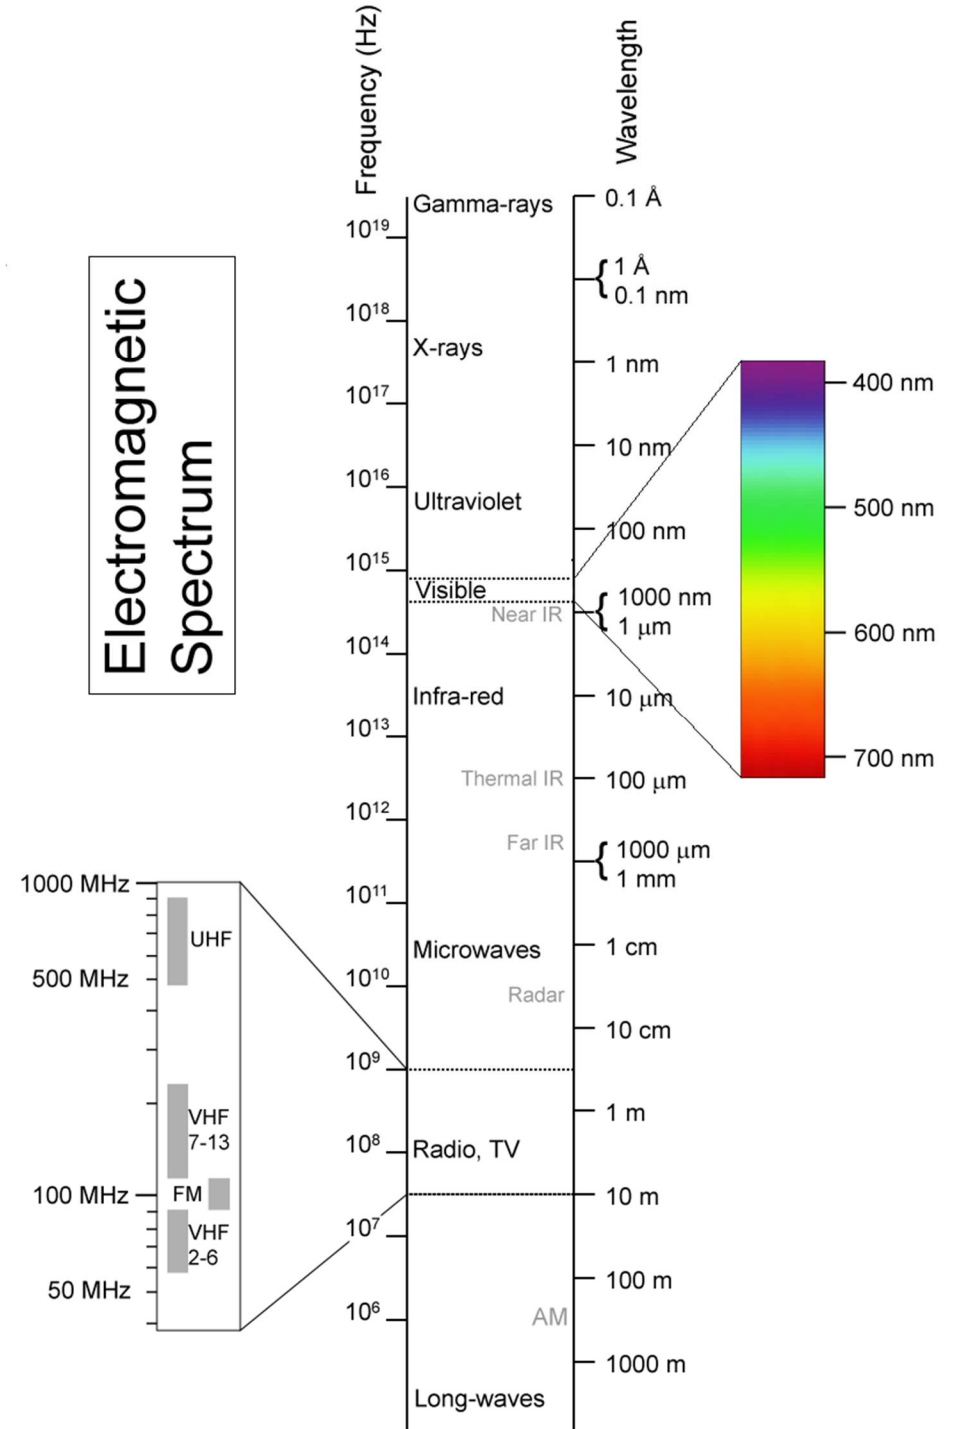 Frequency (Hz)
Wavelength
Electromagnetic
Spectrum
10¹⁹
10¹⁸
10¹⁷
10¹⁶
10¹⁵
10¹⁴
10¹³
10¹²
10¹¹
10¹⁰
10⁹
10⁸
10⁷
10⁶
Gamma-rays
X-rays
Ultraviolet
Visible
Near IR
Infra-red
Thermal IR
Far IR
Microwaves
Radar
Radio, TV
AM
Long-waves
0.1 Å
1 Å
0.1 nm
1 nm
10 nm
100 nm
1000 nm
1 μm
10 μm
100 μm
1000 μm
1 mm
1 cm
10 cm
1 m
10 m
100 m
1000 m
400 nm
500 nm
600 nm
700 nm
1000 MHz
500 MHz
100 MHz
50 MHz
UHF
VHF
7-13
FM
VHF
2-6